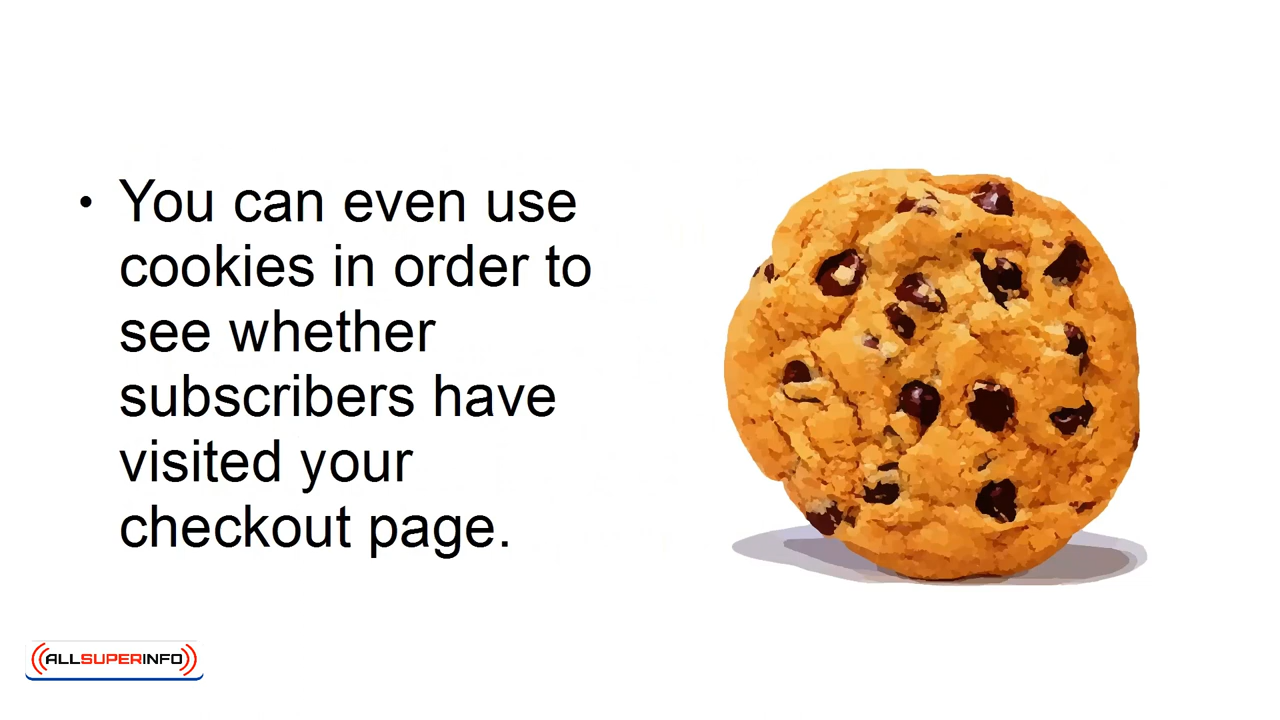 • You can even use
cookies in order to
see whether
subscribers have
visited your
checkout page.
((ALLSUPERINFO))